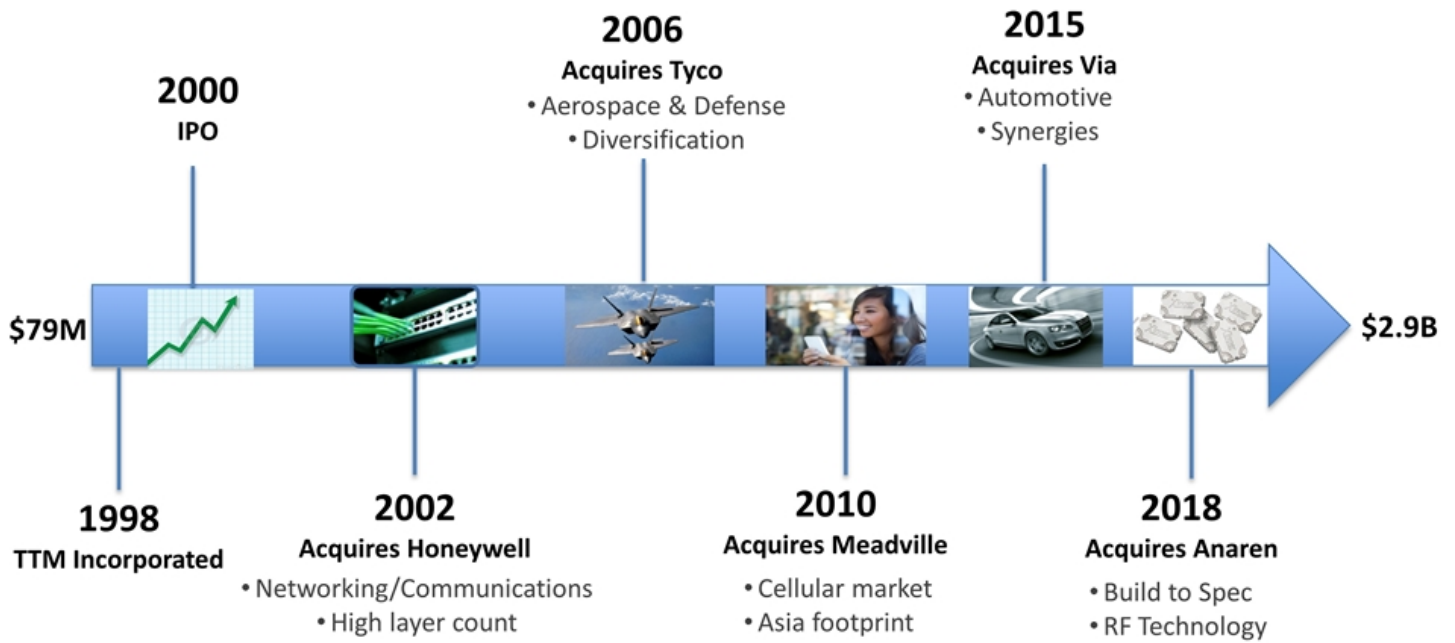 2000
IPO
2006
Acquires Tyco
• Aerospace & Defense
• Diversification
2015
Acquires Via
• Automotive
• Synergies
$79M
$2.9B
1998
TTM Incorporated
2002
Acquires Honeywell
• Networking/Communications
• High layer count
2010
Acquires Meadville
• Cellular market
• Asia footprint
2018
Acquires Anaren
• Build to Spec
• RF Technology